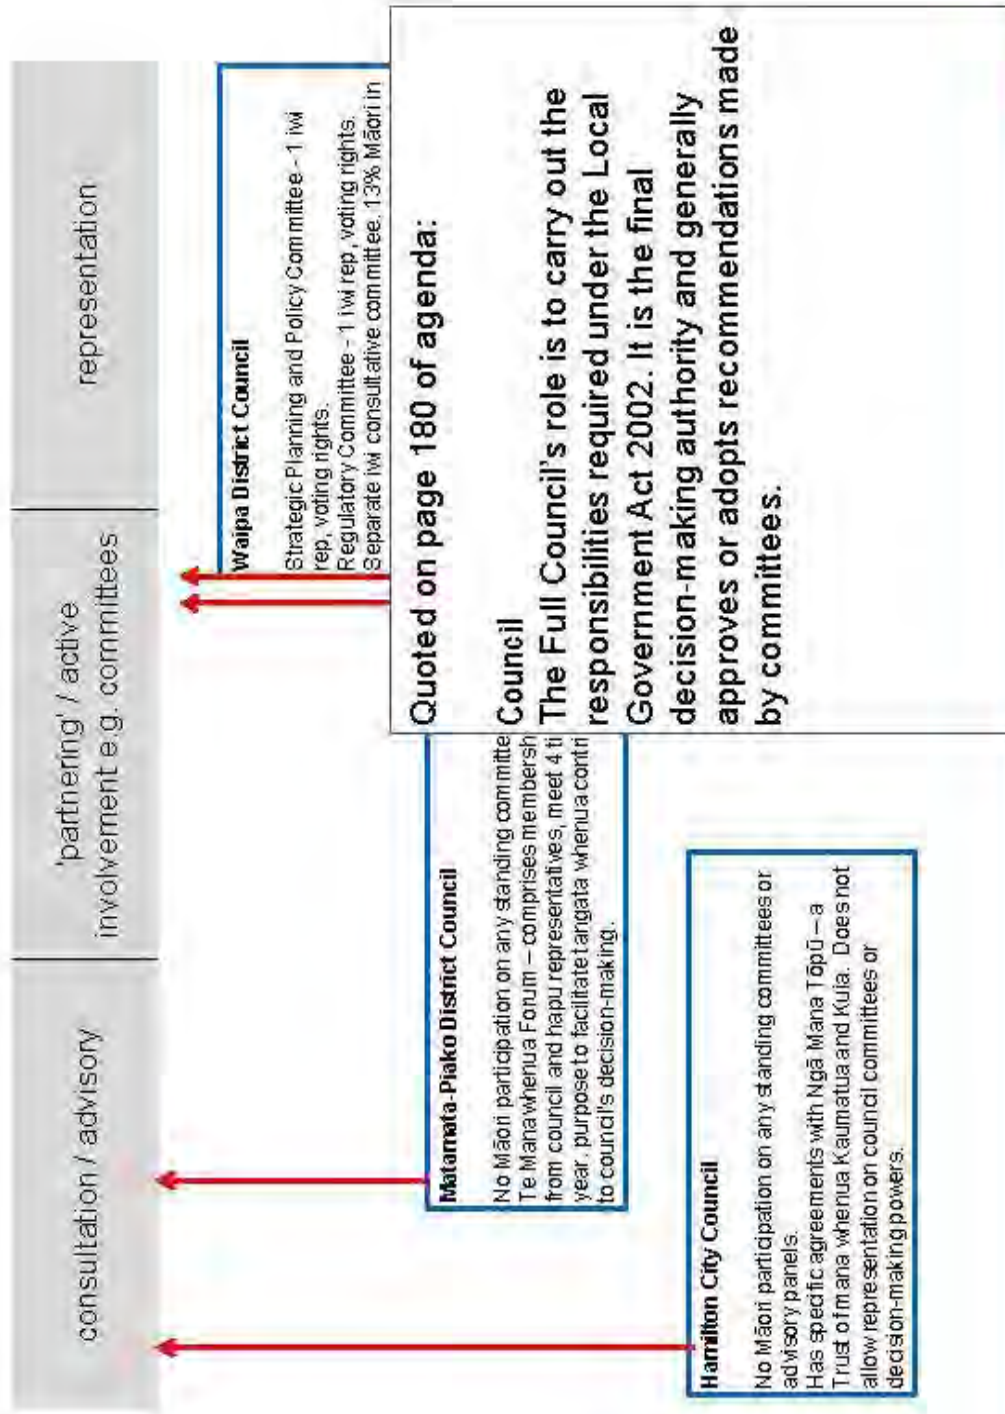 consultation / advisory
'partnering' / active
involvement e.g. committees
representation
Waipa District Council
Strategic Planning and Policy Committee - 1 iwi
rep, voting rights.
Regulatory Committee - 1 iwi rep, voting rights.
Separate iwi consultative committee. 13% Māori in
Matamata-Piako District Council
No Māori participation on any standing committe
Te Mana whenua Forum – comprises membersh
from council and hapu representatives, meet 4 ti
year, purpose to facilitate tangata whenua contri
to council's decision-making.
Hamilton City Council
No Māori participation on any standing committees or
advisory panels.
Has specific agreements with Ngā Mana Tōpū – a
Trust of mana whenua Kaumatua and Kuia. Does not
allow representation on council committees or
decision-making powers.
Quoted on page 180 of agenda:
Council
The Full Council's role is to carry out the
responsibilities required under the Local
Government Act 2002. It is the final
decision-making authority and generally
approves or adopts recommendations made
by committees.